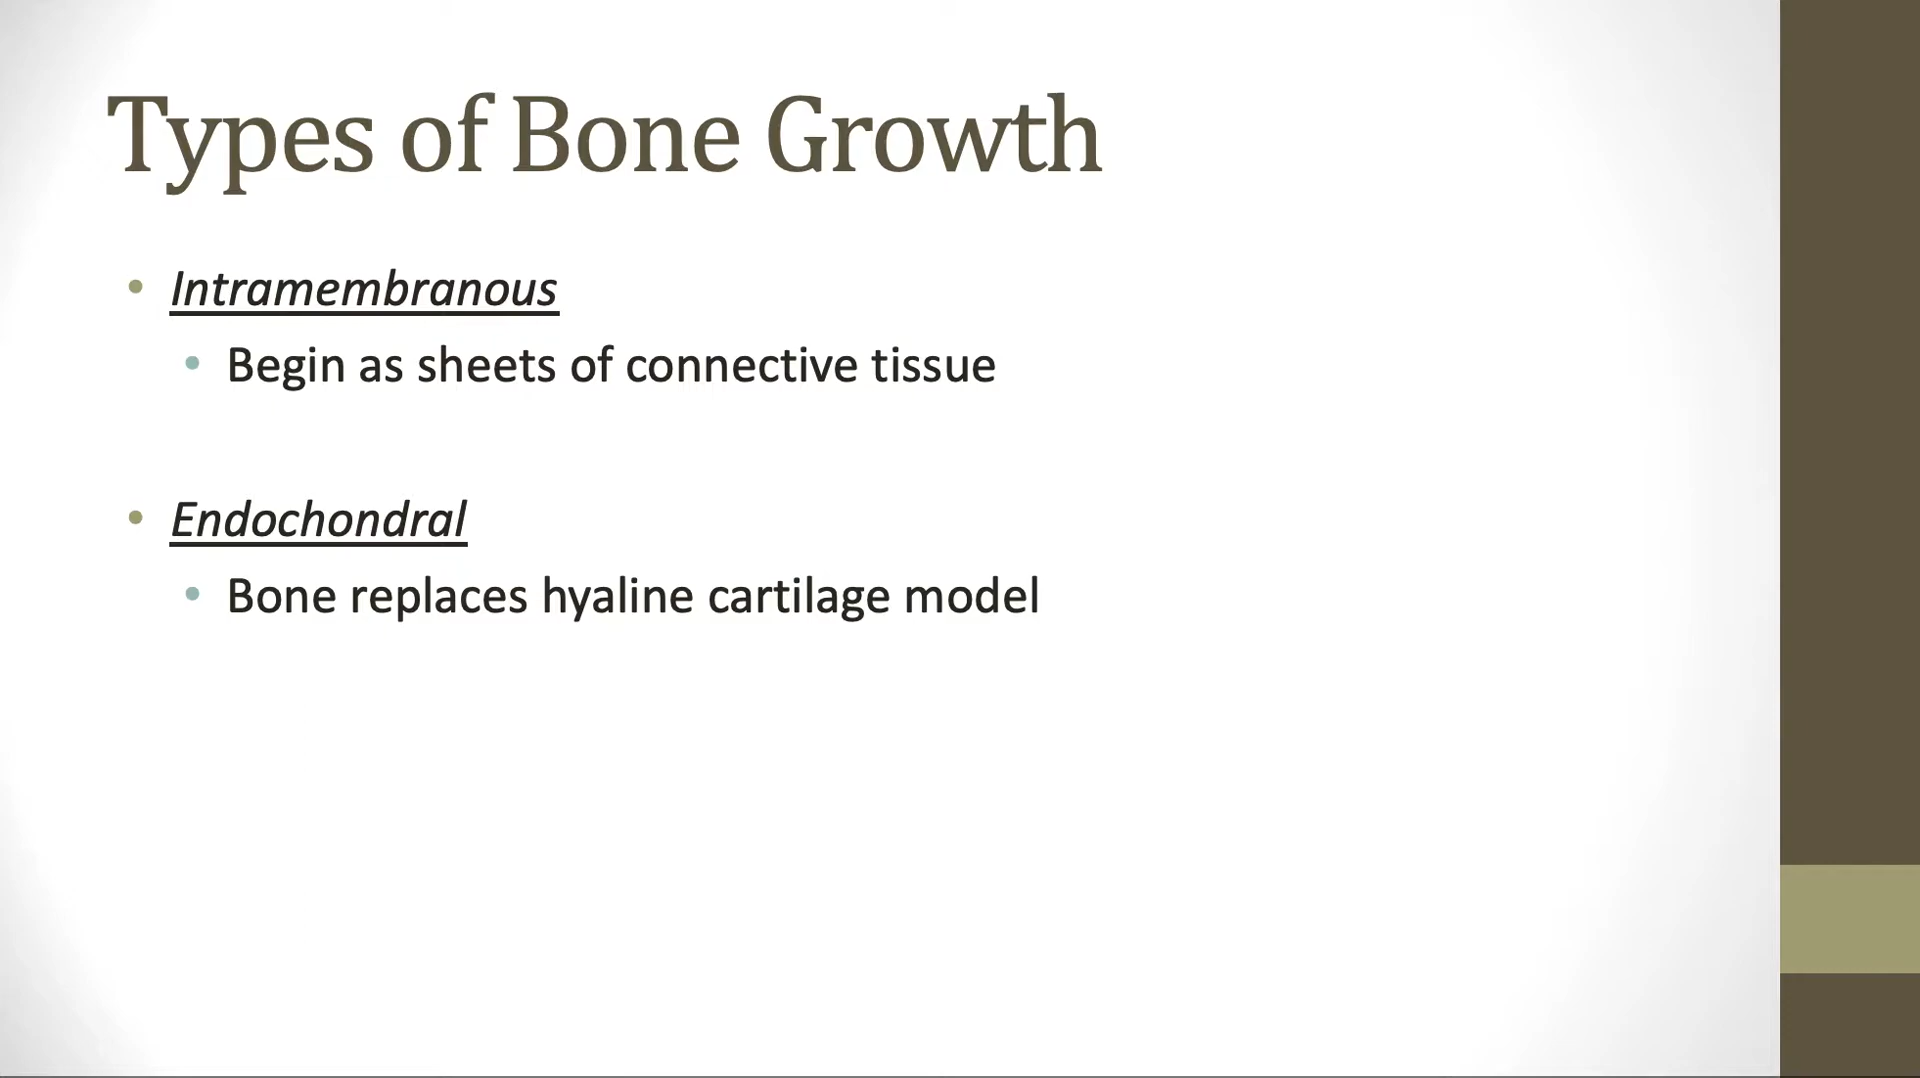 Types of Bone Growth
• Intramembranous
• Begin as sheets of connective tissue
• Endochondral
• Bone replaces hyaline cartilage model